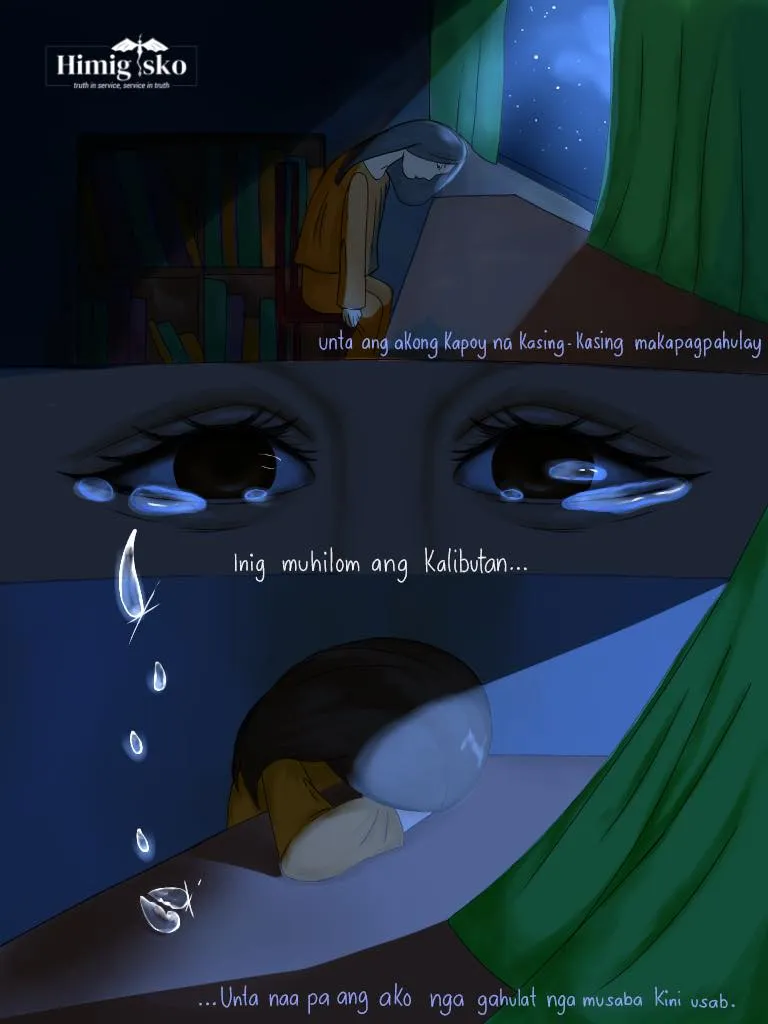 Himig sko
truth in service, service in truth
unta ang akong Kapoy na Kasing-Kasing makapagpahulay
Inig muhilom ang Kalibutan...
...Unta naa pa ang ako nga gahulat nga musaba Kini usab.